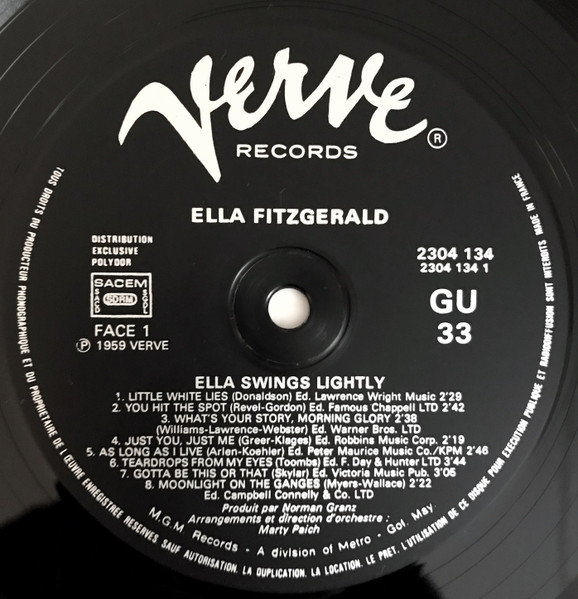 Verve
®
RECORDS
ELLA FITZGERALD
DISTRIBUTION
EXCLUSIVE
POLYDOR
SACEM
SACD SDRM SGDL
FACE 1
℗ 1959 VERVE
2304 134
2304 134 1
GU
33
ELLA SWINGS LIGHTLY
1. LITTLE WHITE LIES (Donaldson) Ed. Lawrence Wright Music 2'29
2. YOU HIT THE SPOT (Revel-Gordon) Ed. Famous Chappell LTD 2'42
3. WHAT'S YOUR STORY, MORNING GLORY 2'38
(Williams-Lawrence-Webster) Ed. Warner Bros. LTD
4. JUST YOU, JUST ME (Greer-Klages) Ed. Robbins Music Corp. 2'19
5. AS LONG AS I LIVE (Arlen-Koehler) Ed. Peter Maurice Music Co./KPM 2'46
6. TEARDROPS FROM MY EYES (Toombs) Ed. F. Day & Hunter LTD 3'44
7. GOTTA BE THIS OR THAT (Skylar) Ed. Victoria Music Pub. 3'05
8. MOONLIGHT ON THE GANGES (Myers-Wallace) 2'22
Ed. Campbell Connelly & Co. LTD
Produit par Norman Granz
Arrangements et direction d'orchestre :
Marty Paich
M.G.M. Records - A division of Metro - Gol. May.
TOUS DROITS DU PRODUCTEUR PHONOGRAPHIQUE ET DU PROPRIETAIRE DE L'ŒUVRE ENREGISTREE RESERVES. SAUF AUTORISATION, LA DUPLICATION, LA LOCATION, LE PRET, L'UTILISATION DE CE DISQUE POUR EXECUTION PUBLIQUE ET RADIODIFFUSION SONT INTERDITS MADE IN FRANCE